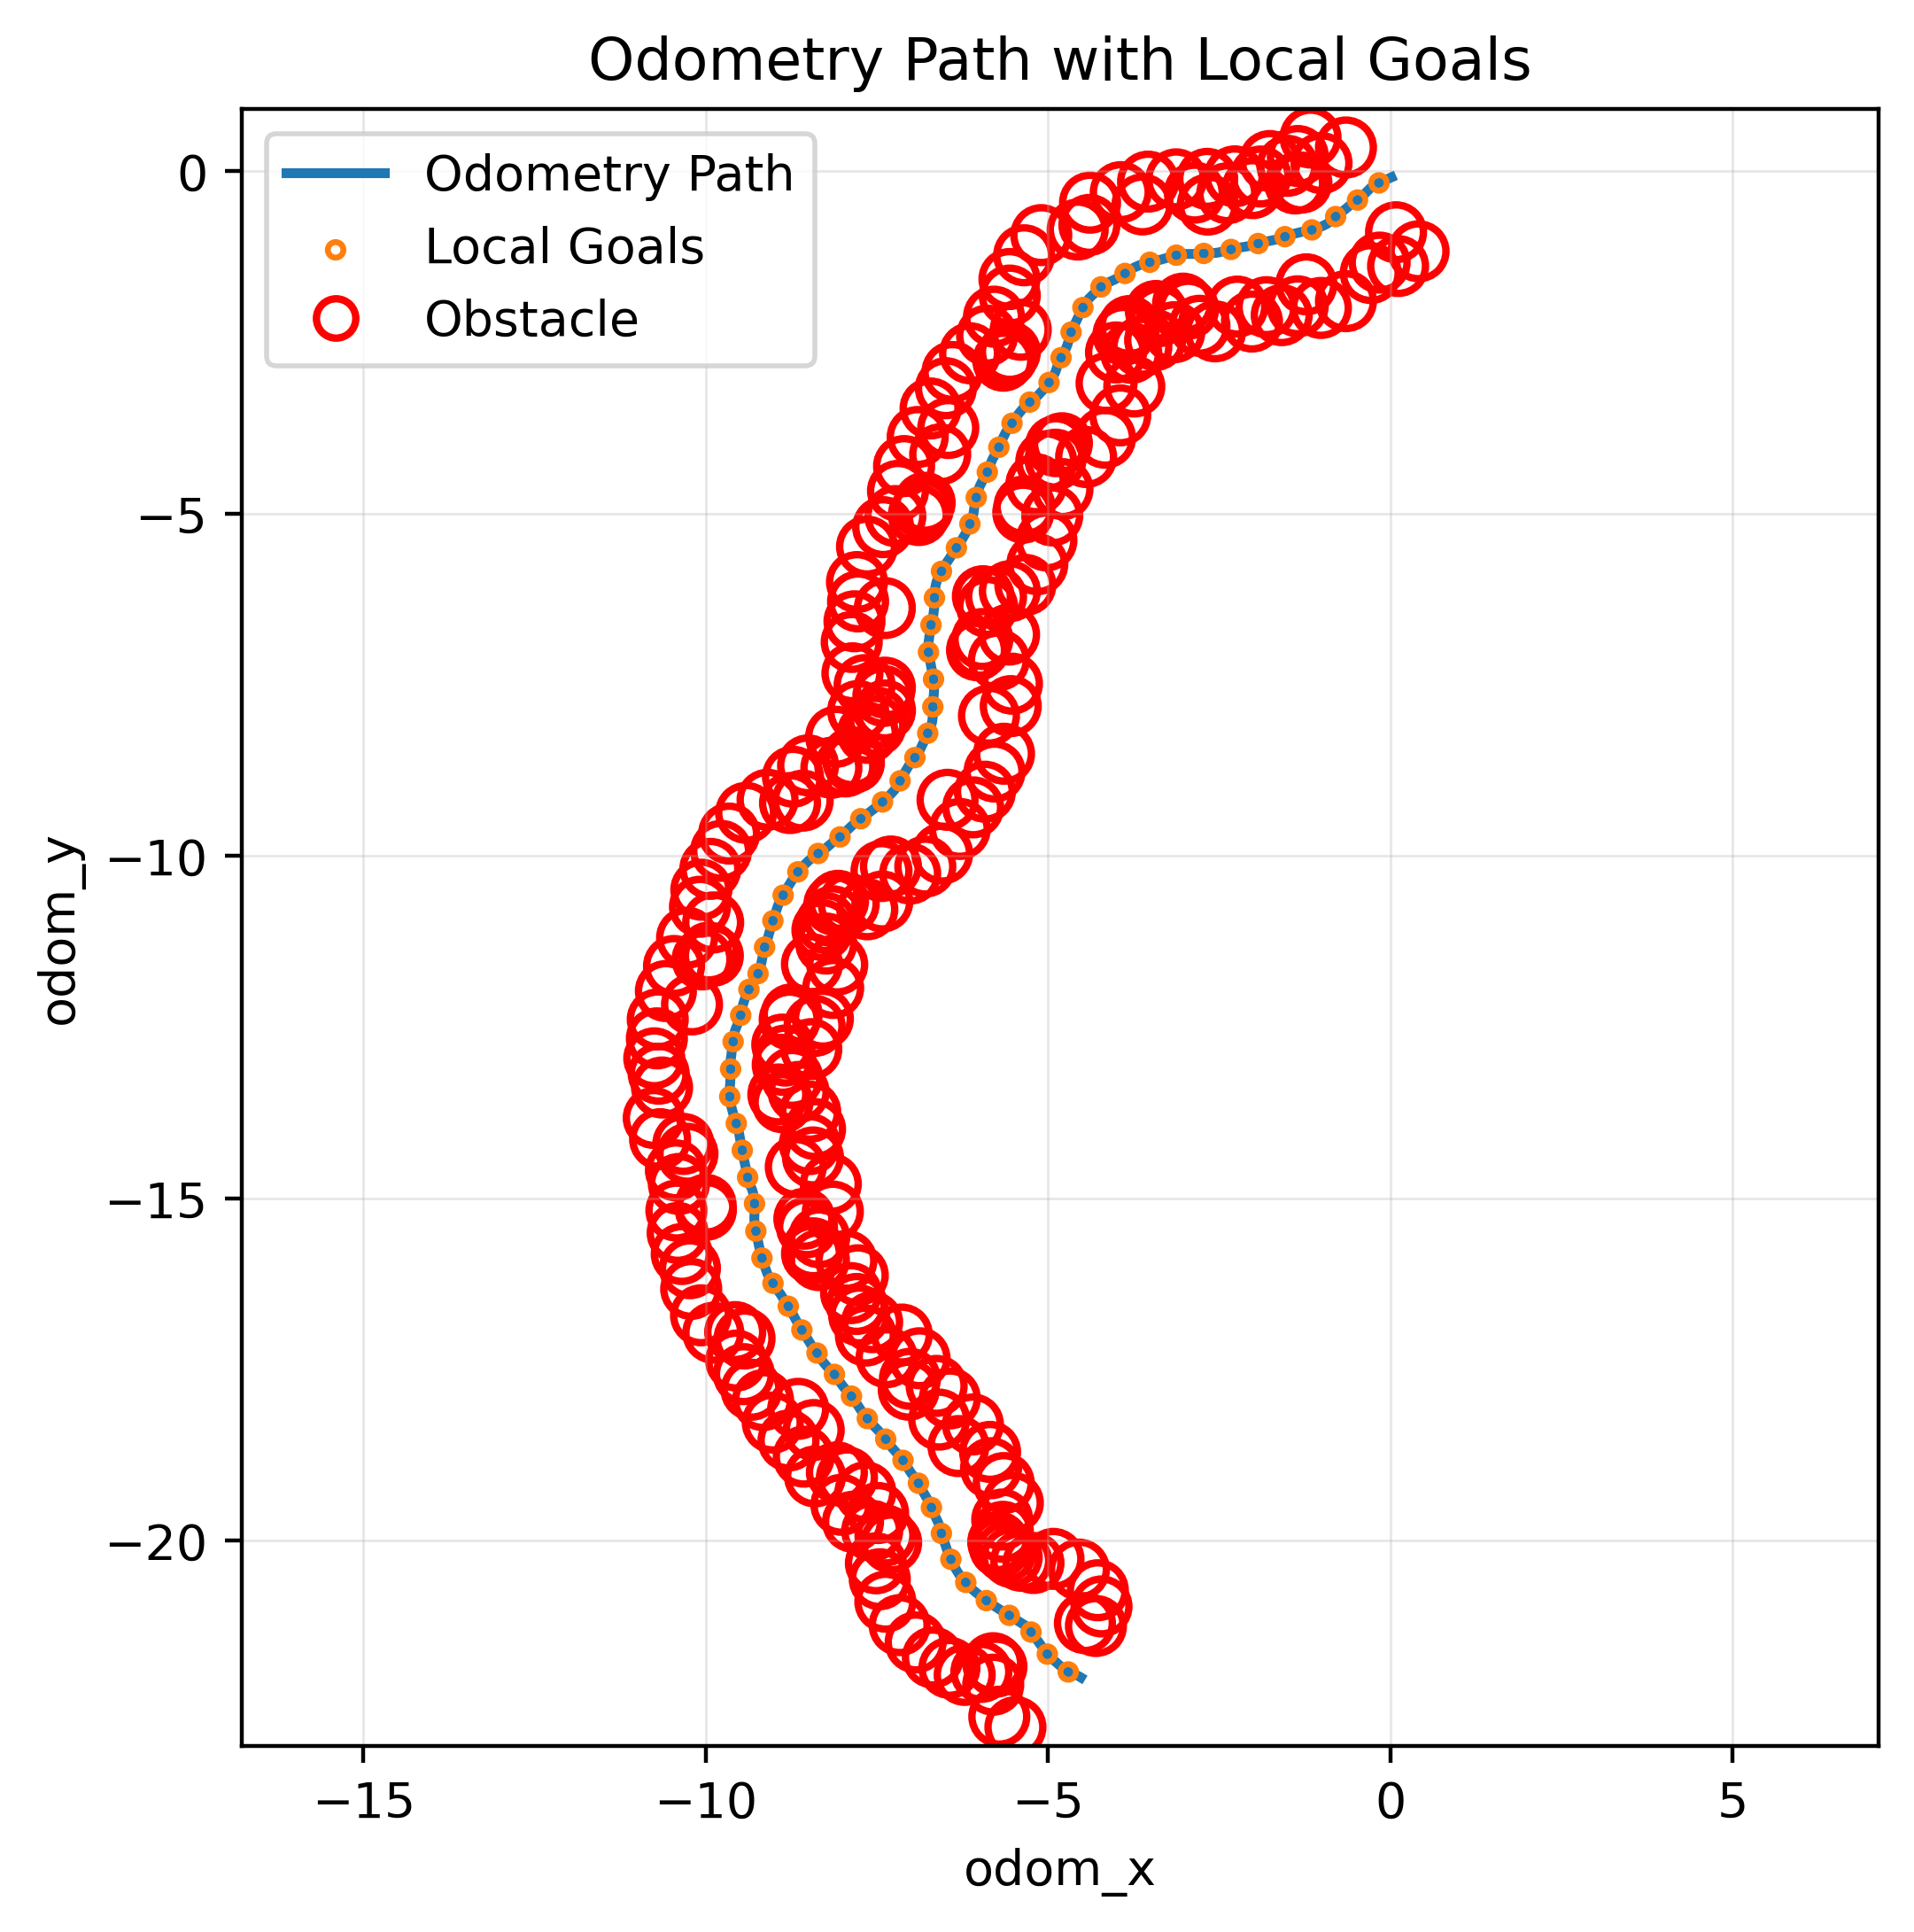 Odometry Path with Local Goals
Odometry Path
Local Goals
Obstacle
0
−5
−10
−15
−20
odom_y
−15
−10
−5
0
5
odom_x